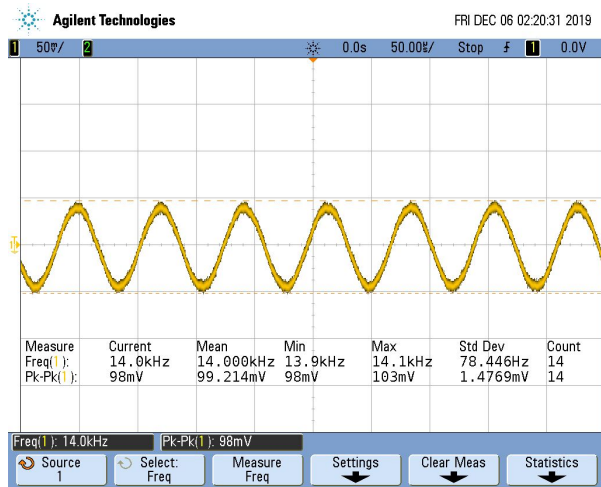 Agilent Technologies FRI DEC 06 02:20:31 2019
1 50mV/ 2 0.0s 50.00µs/ Stop 1 0.0V
Measure Current Mean Min Max Std Dev Count
Freq(1): 14.0kHz 14.000kHz 13.9kHz 14.1kHz 78.446Hz 14
Pk-Pk(1): 98mV 99.214mV 98mV 103mV 1.4769mV 14
Freq(1): 14.0kHz Pk-Pk(1): 98mV
Source Select: Measure Settings Clear Meas Statistics
1 Freq Freq